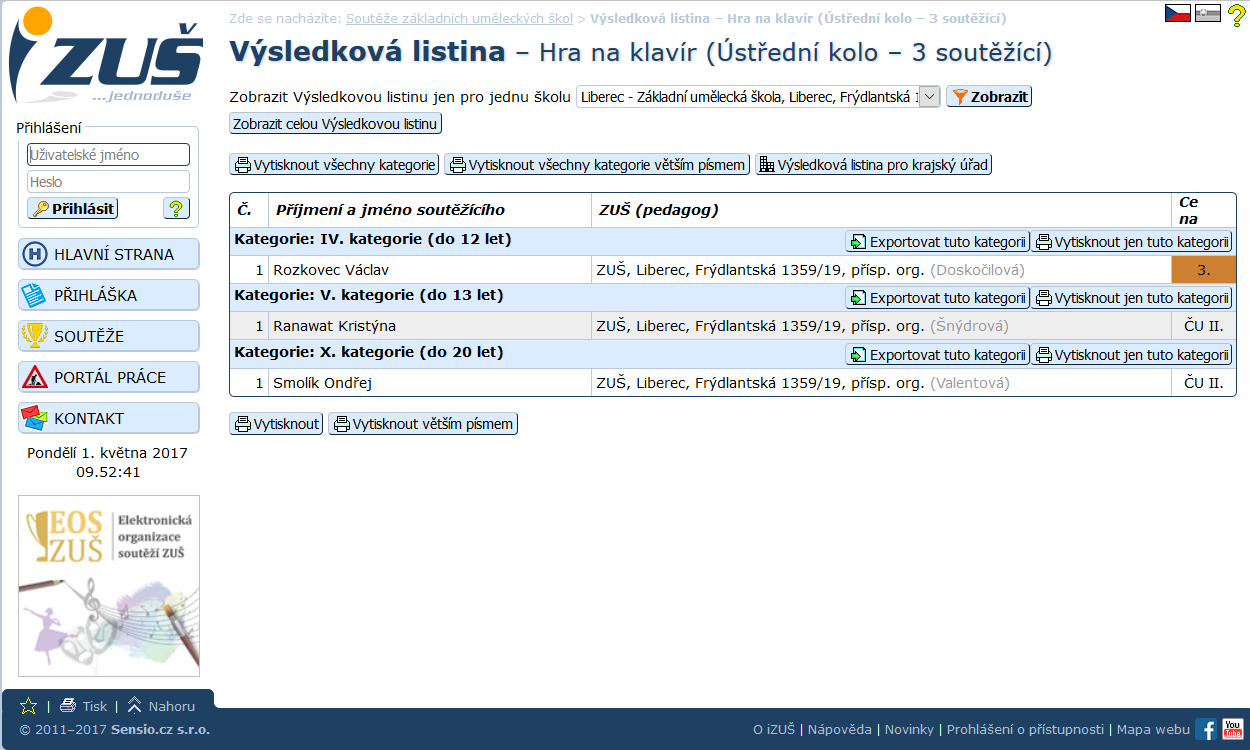 iZUŠ
...jednoduše
Zde se nacházíte: Soutěže základních uměleckých škol > Výsledková listina – Hra na klavír (Ústřední kolo – 3 soutěžící)
?
Výsledková listina – Hra na klavír (Ústřední kolo – 3 soutěžící)
Zobrazit Výsledkovou listinu jen pro jednu školu Liberec - Základní umělecká škola, Liberec, Frýdlantská Zobrazit
Zobrazit celou Výsledkovou listinu
Vytisknout všechny kategorie Vytisknout všechny kategorie větším písmem Výsledková listina pro krajský úřad
Přihlášení
Uživatelské jméno
Heslo
Přihlásit ?
H HLAVNÍ STRANA
PŘIHLÁŠKA
SOUTĚŽE
PORTÁL PRÁCE
KONTAKT
Pondělí 1. května 2017
09.52:41
EOS ZUŠ
Elektronická
organizace
soutěží ZUŠ
Č. Příjmení a jméno soutěžícího ZUŠ (pedagog) Ce
na
Kategorie: IV. kategorie (do 12 let) Exportovat tuto kategorii Vytisknout jen tuto kategorii
1 Rozkovec Václav ZUŠ, Liberec, Frýdlantská 1359/19, přísp. org. (Doskočilová) 3.
Kategorie: V. kategorie (do 13 let) Exportovat tuto kategorii Vytisknout jen tuto kategorii
1 Ranawat Kristýna ZUŠ, Liberec, Frýdlantská 1359/19, přísp. org. (Šnýdrová) ČU II.
Kategorie: X. kategorie (do 20 let) Exportovat tuto kategorii Vytisknout jen tuto kategorii
1 Smolík Ondřej ZUŠ, Liberec, Frýdlantská 1359/19, přísp. org. (Valentová) ČU II.
Vytisknout Vytisknout větším písmem
| Tisk | Nahoru
© 2011–2017 Sensio.cz s.r.o.
O iZUŠ | Nápověda | Novinky | Prohlášení o přístupnosti | Mapa webu f You Tube